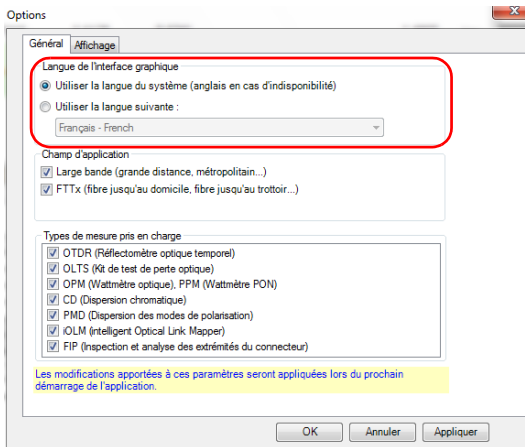 Options
Général
Affichage
Langue de l'interface graphique
Utiliser la langue du système (anglais en cas d'indisponibilité)
Utiliser la langue suivante :
Français - French
Champ d'application
Large bande (grande distance, métropolitain...)
FTTx (fibre jusqu'au domicile, fibre jusqu'au trottoir...)
Types de mesure pris en charge
OTDR (Réflectomètre optique temporel)
OLTS (Kit de test de perte optique)
OPM (Wattmètre optique), PPM (Wattmètre PON)
CD (Dispersion chromatique)
PMD (Dispersion des modes de polarisation)
iOLM (intelligent Optical Link Mapper)
FIP (Inspection et analyse des extrémités du connecteur)
Les modifications apportées à ces paramètres seront appliquées lors du prochain
démarrage de l'application.
OK
Annuler
Appliquer